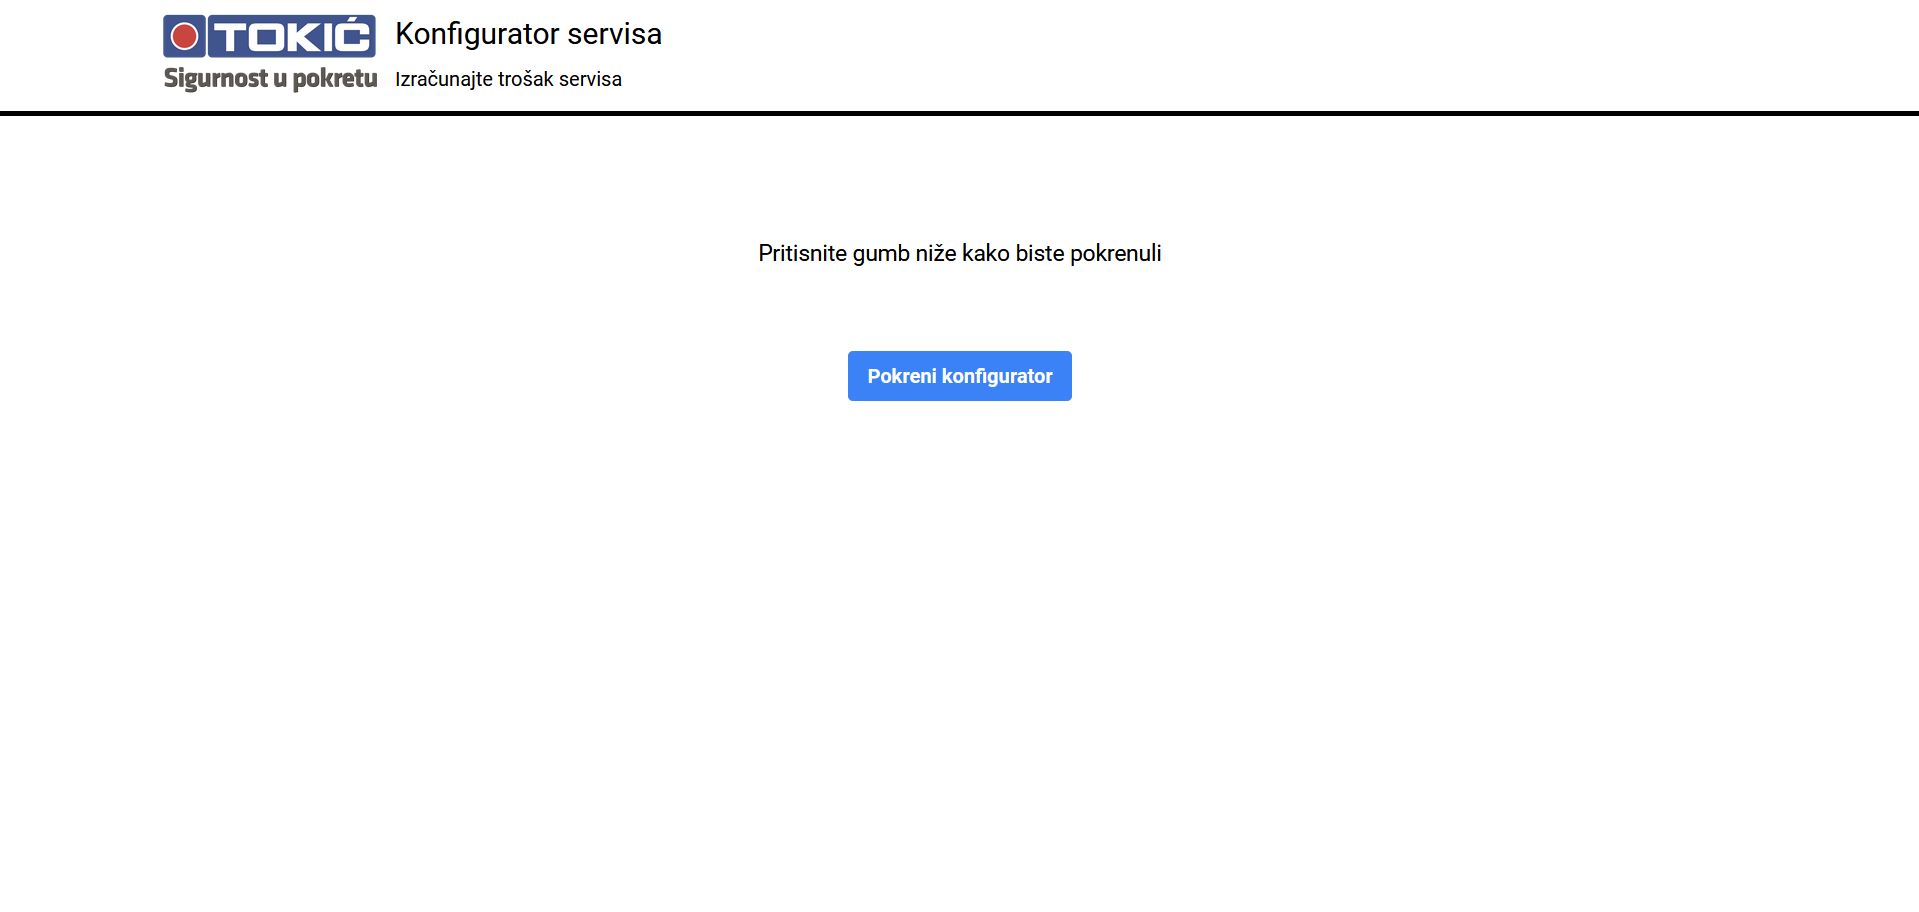 TOKIĆ
Sigurnost u pokretu
Konfigurator servisa
Izračunajte trošak servisa
Pritisnite gumb niže kako biste pokrenuli
Pokreni konfigurator